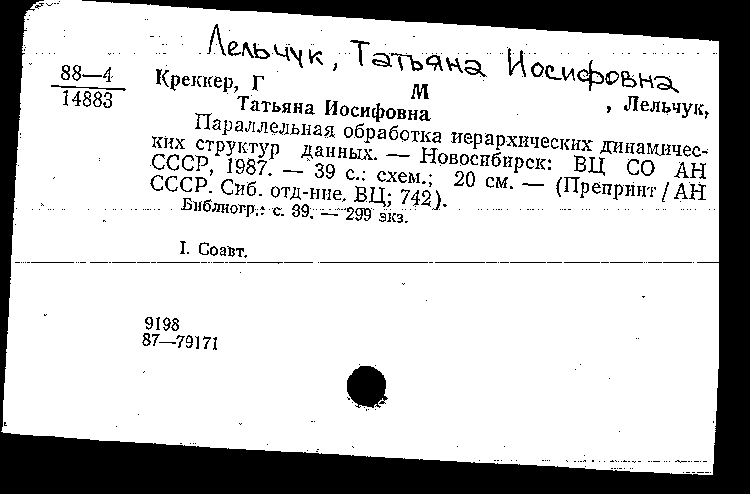 Лельчук, Татьяна Иосифовна
88—4
14883
Креккер, Г М , Лельчук,
Татьяна Иосифовна
Параллельная обработка иерархических динамичес-
ких структур данных. — Новосибирск: ВЦ СО АН
СССР, 1987. — 39 с.: схем.; 20 см. — (Препринт / АН
СССР. Сиб. отд-ние. ВЦ; 742).
Библиогр.: с. 39. — 299 экз.
I. Соавт.
9198
87—79171